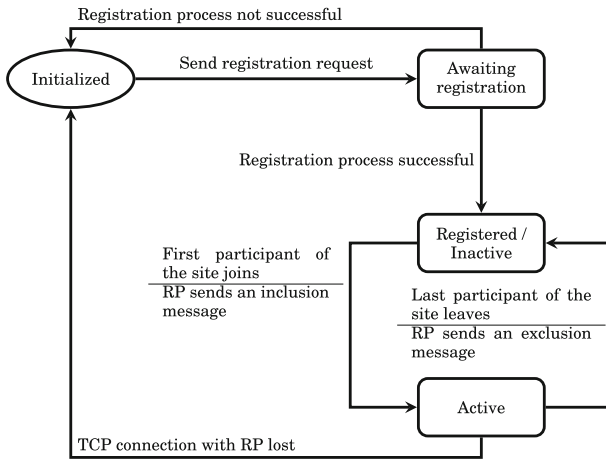 Registration process not successful
Initialized
Send registration request
Awaiting
registration
Registration process successful
Registered /
Inactive
First participant of
the site joins
RP sends an inclusion
message
Last participant of the
site leaves
RP sends an exclusion
message
Active
TCP connection with RP lost